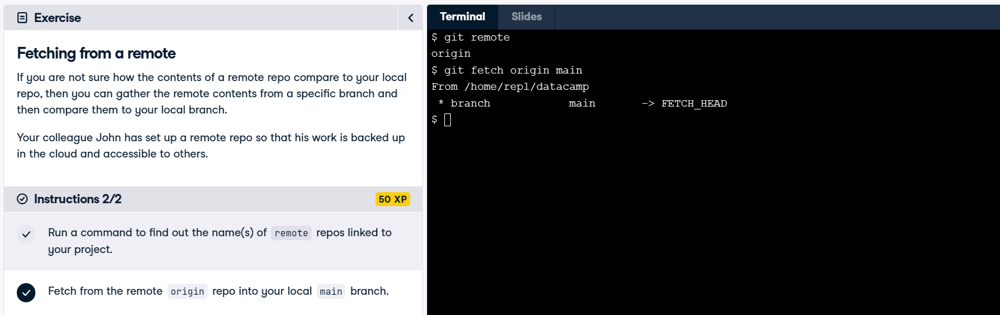 Exercise
Fetching from a remote
If you are not sure how the contents of a remote repo compare to your local
repo, then you can gather the remote contents from a specific branch and
then compare them to your local branch.
Your colleague John has set up a remote repo so that his work is backed up
in the cloud and accessible to others.
Instructions 2/2
50 XP
Run a command to find out the name(s) of remote repos linked to
your project.
Fetch from the remote origin repo into your local main branch.
Terminal
Slides
$ git remote
origin
$ git fetch origin main
From /home/repl/datacamp
 * branch            main       -> FETCH_HEAD
$